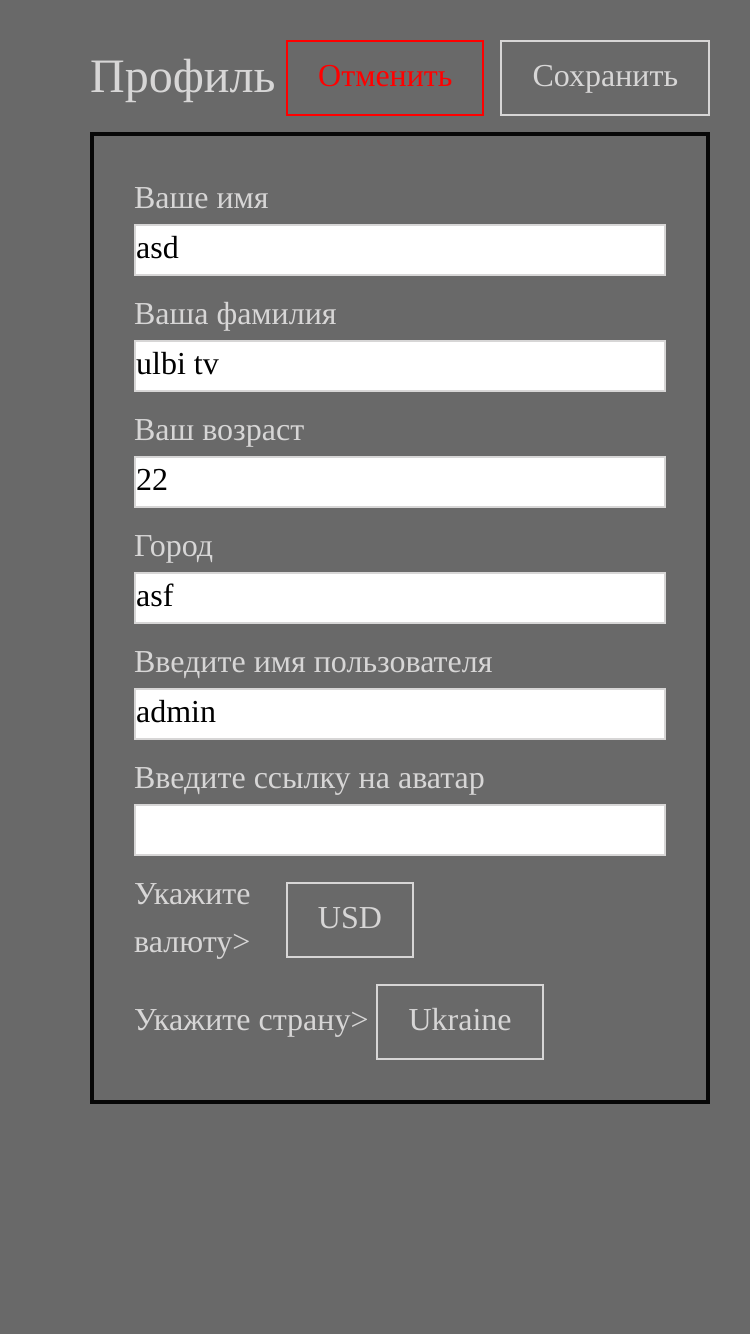 Профиль Отменить Сохранить
Ваше имя
asd
Ваша фамилия
ulbi tv
Ваш возраст
22
Город
asf
Введите имя пользователя
admin
Введите ссылку на аватар
Укажите
валюту> USD
Укажите страну> Ukraine